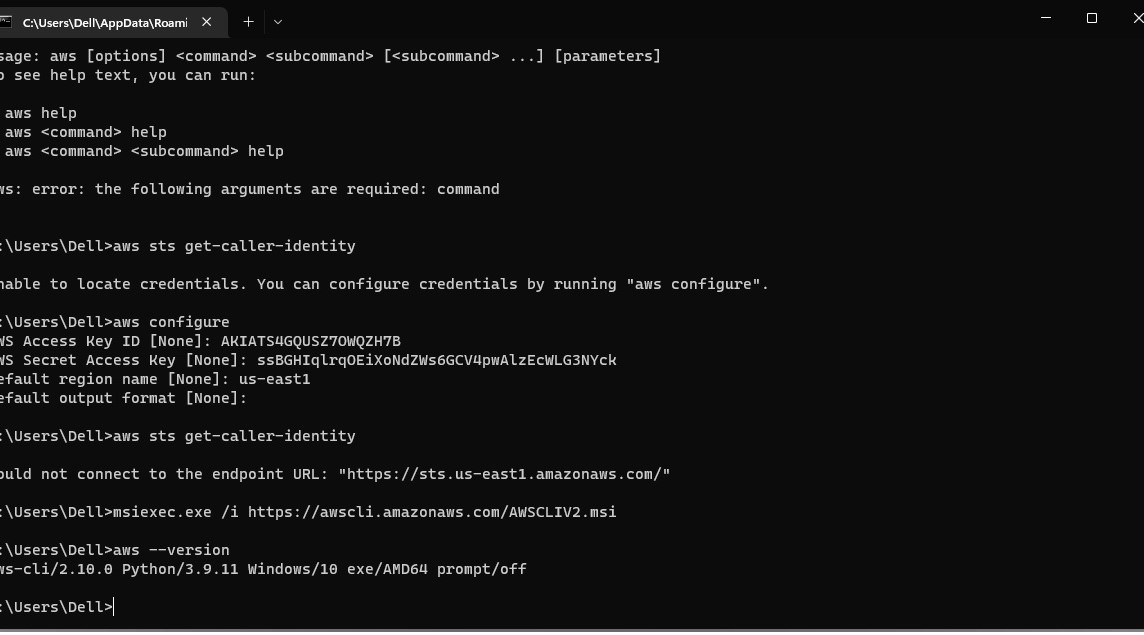 C:\Users\Dell\AppData\Roami
sage: aws [options] <command> <subcommand> [<subcommand> ...] [parameters]
o see help text, you can run:
aws help
aws <command> help
aws <command> <subcommand> help
ws: error: the following arguments are required: command
:\Users\Dell>aws sts get-caller-identity
nable to locate credentials. You can configure credentials by running "aws configure".
:\Users\Dell>aws configure
WS Access Key ID [None]: AKIATS4GQUSZ7OWQZH7B
WS Secret Access Key [None]: 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
efault region name [None]: us-east1
efault output format [None]:
:\Users\Dell>aws sts get-caller-identity
ould not connect to the endpoint URL: "https://sts.us-east1.amazonaws.com/"
:\Users\Dell>msiexec.exe /i https://awscli.amazonaws.com/AWSCLIV2.msi
:\Users\Dell>aws --version
ws-cli/2.10.0 Python/3.9.11 Windows/10 exe/AMD64 prompt/off
:\Users\Dell>